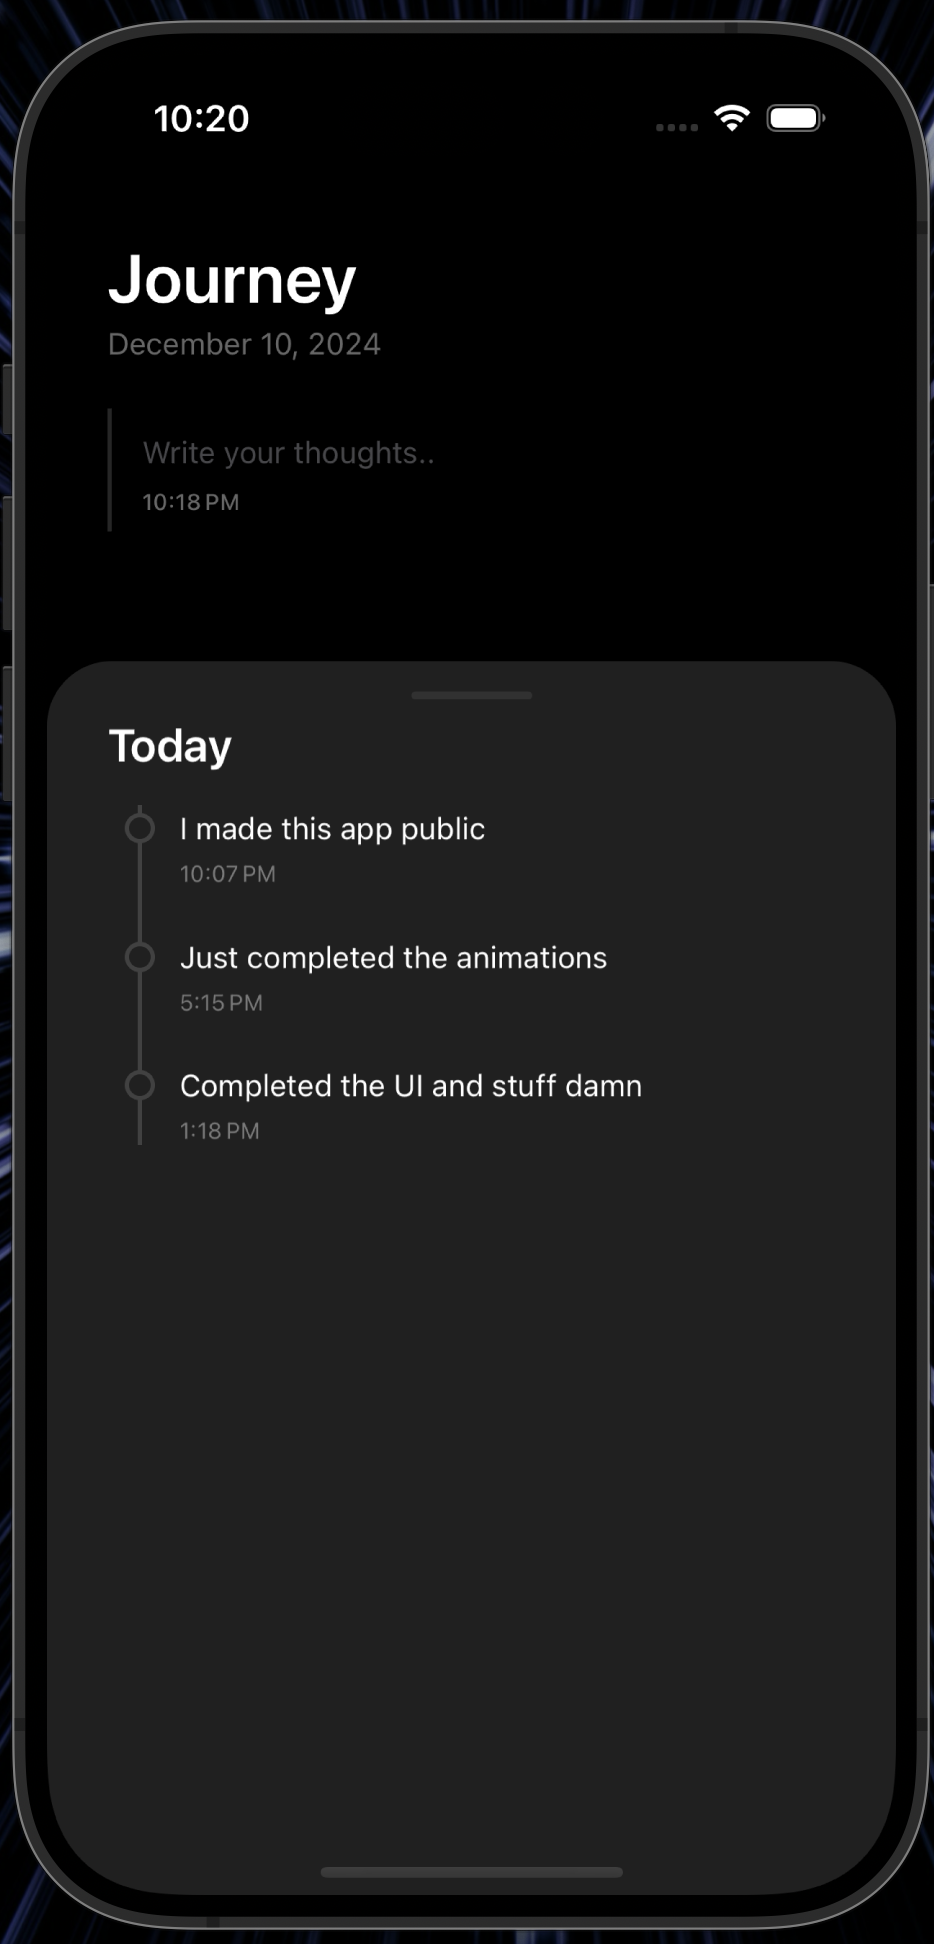 10:20
Journey
December 10, 2024
Write your thoughts..
10:18 PM
Today
I made this app public
10:07 PM
Just completed the animations
5:15 PM
Completed the UI and stuff damn
1:18 PM